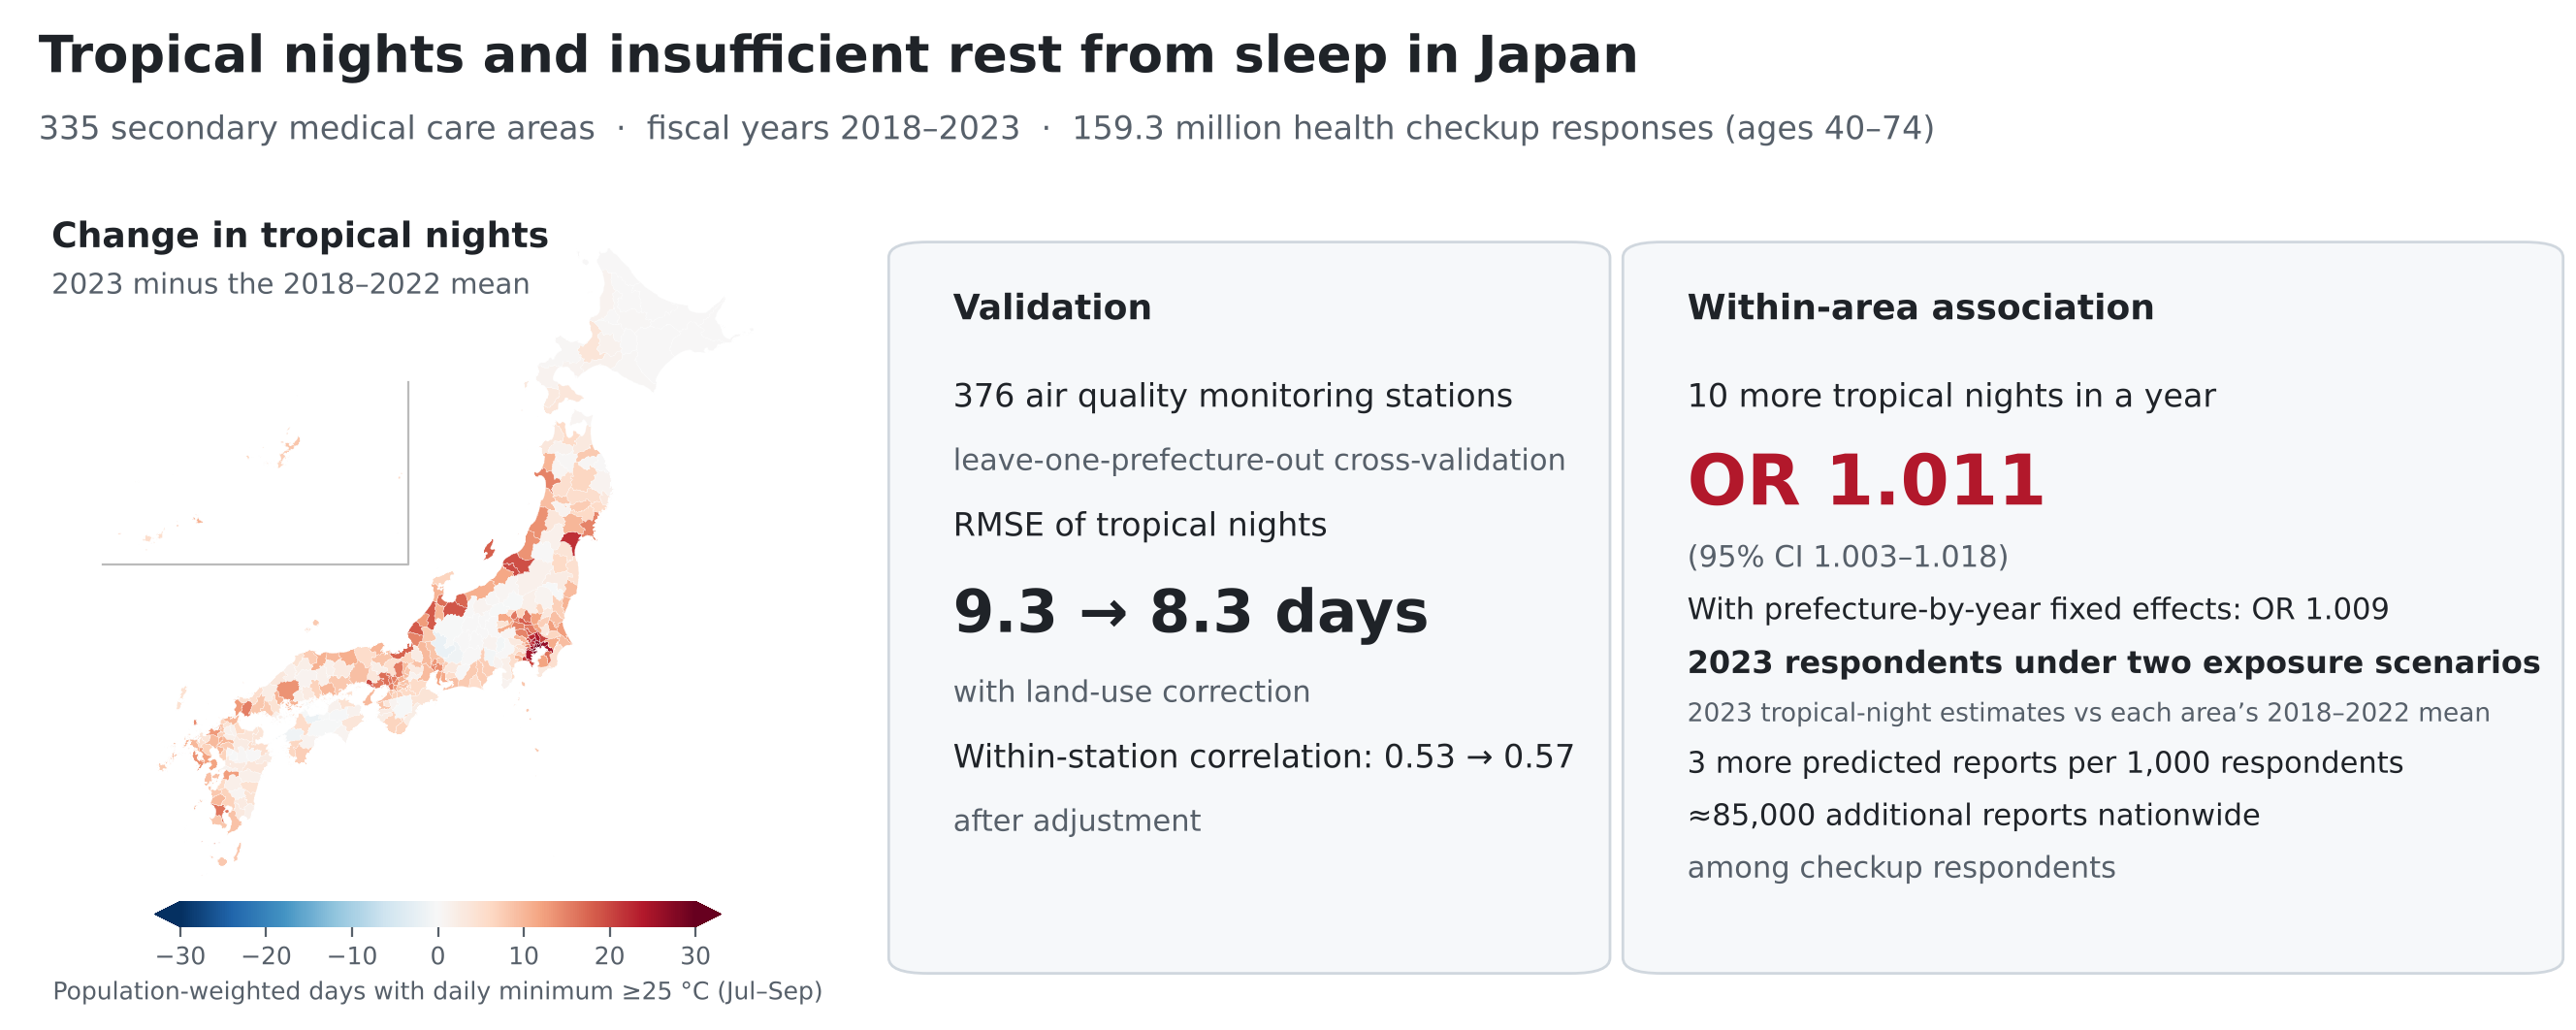 Tropical nights and insufficient rest from sleep in Japan
335 secondary medical care areas · fiscal years 2018–2023 · 159.3 million health checkup responses (ages 40–74)
Change in tropical nights
2023 minus the 2018–2022 mean
−30 −20 −10 0 10 20 30
Population-weighted days with daily minimum ≥25 °C (Jul–Sep)
Validation
376 air quality monitoring stations
leave-one-prefecture-out cross-validation
RMSE of tropical nights
9.3 → 8.3 days
with land-use correction
Within-station correlation: 0.53 → 0.57
after adjustment
Within-area association
10 more tropical nights in a year
OR 1.011
(95% CI 1.003–1.018)
With prefecture-by-year fixed effects: OR 1.009
2023 respondents under two exposure scenarios
2023 tropical-night estimates vs each area’s 2018–2022 mean
3 more predicted reports per 1,000 respondents
≈85,000 additional reports nationwide
among checkup respondents